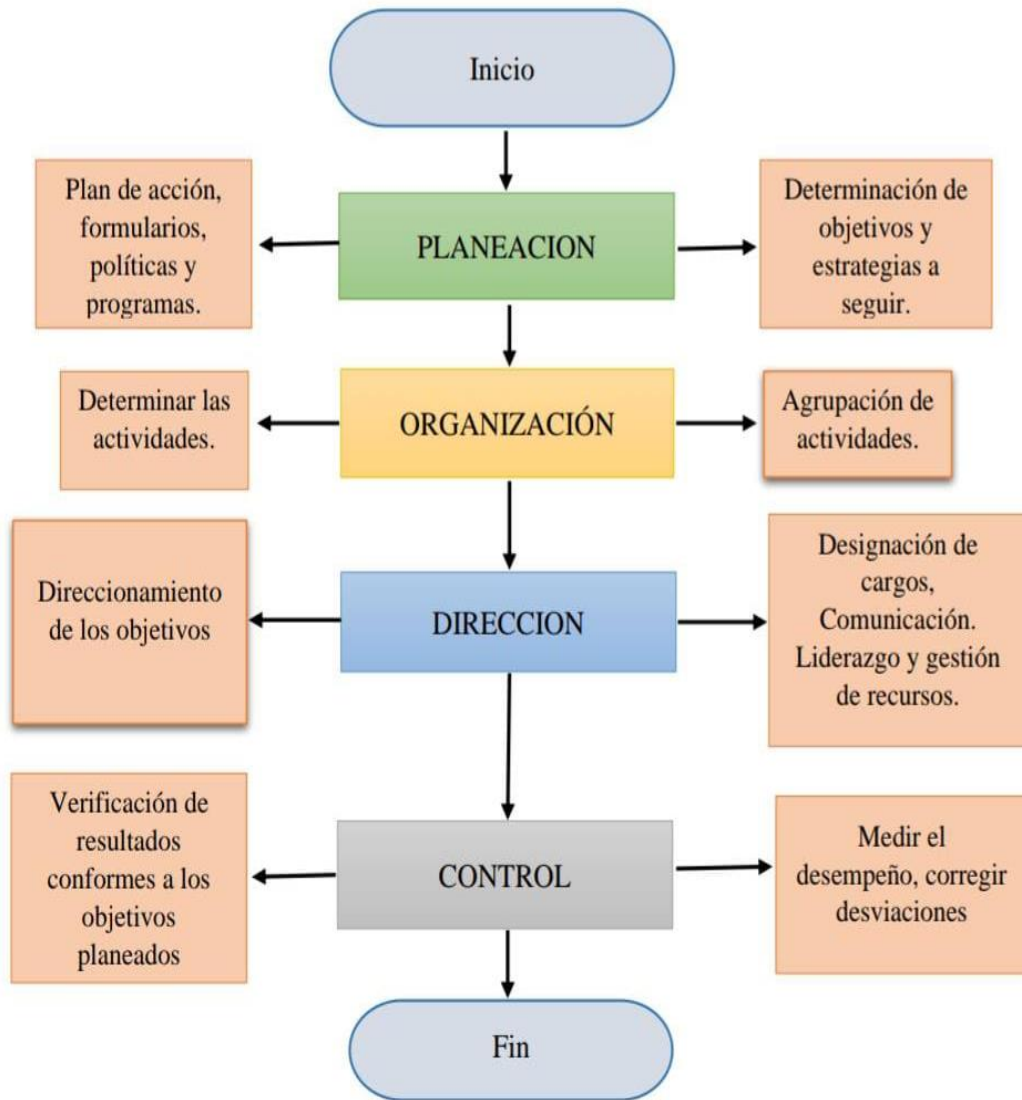 Inicio
Plan de acción,
formularios,
políticas y
programas.
PLANEACION
Determinación de
objetivos y
estrategias a
seguir.
Determinar las
actividades.
ORGANIZACIÓN
Agrupación de
actividades.
Direccionamiento
de los objetivos
DIRECCION
Designación de
cargos,
Comunicación.
Liderazgo y gestión
de recursos.
Verificación de
resultados
conformes a los
objetivos
planeados
CONTROL
Medir el
desempeño, corregir
desviaciones
Fin